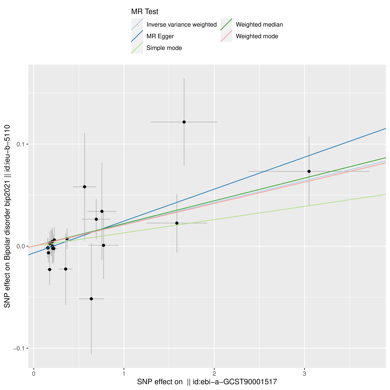 MR Test
Inverse variance weighted
Weighted median
MR Egger
Weighted mode
Simple mode
SNP effect on Bipolar disorder bip2021 || id:ieu-b-5110
0.1
0.0
−0.1
0
1
2
3
SNP effect on || id:ebi-a-GCST90001517